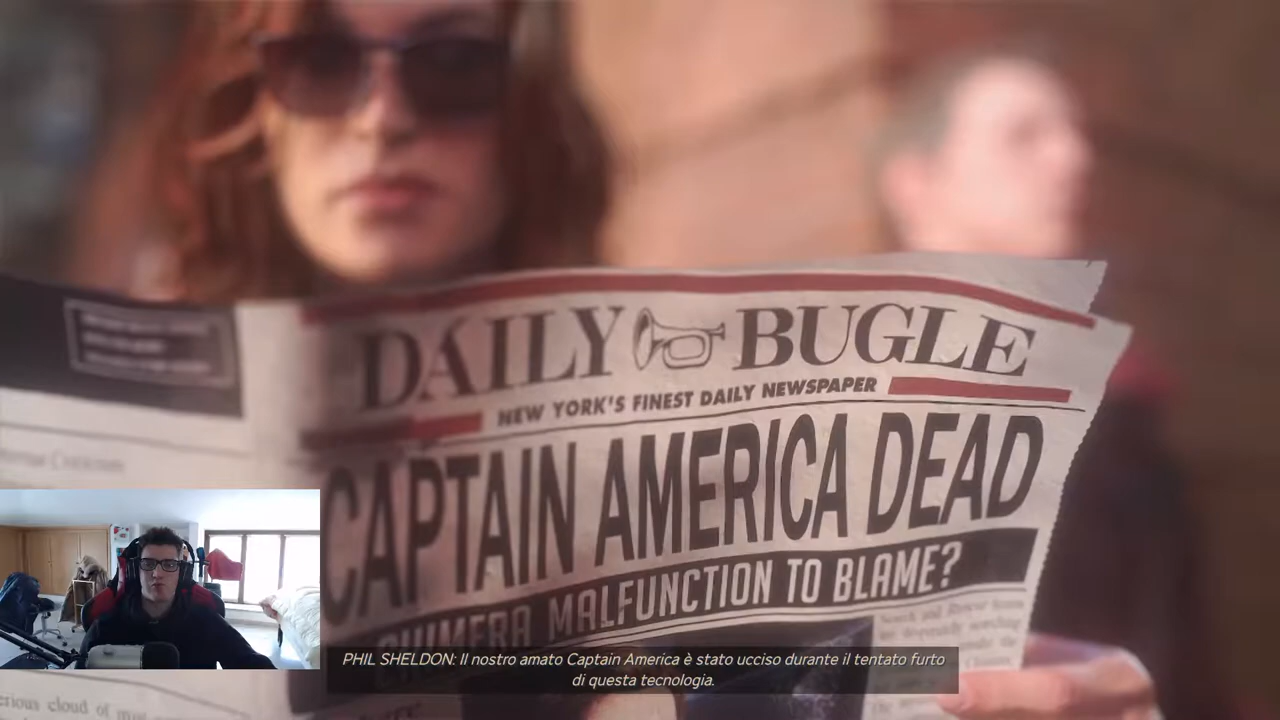 DAILY BUGLE
NEW YORK'S FINEST DAILY NEWSPAPER
CAPTAIN AMERICA DEAD
CHIMERA MALFUNCTION TO BLAME?
PHIL SHELDON: Il nostro amato Captain America è stato ucciso durante il tentato furto
di questa tecnologia.